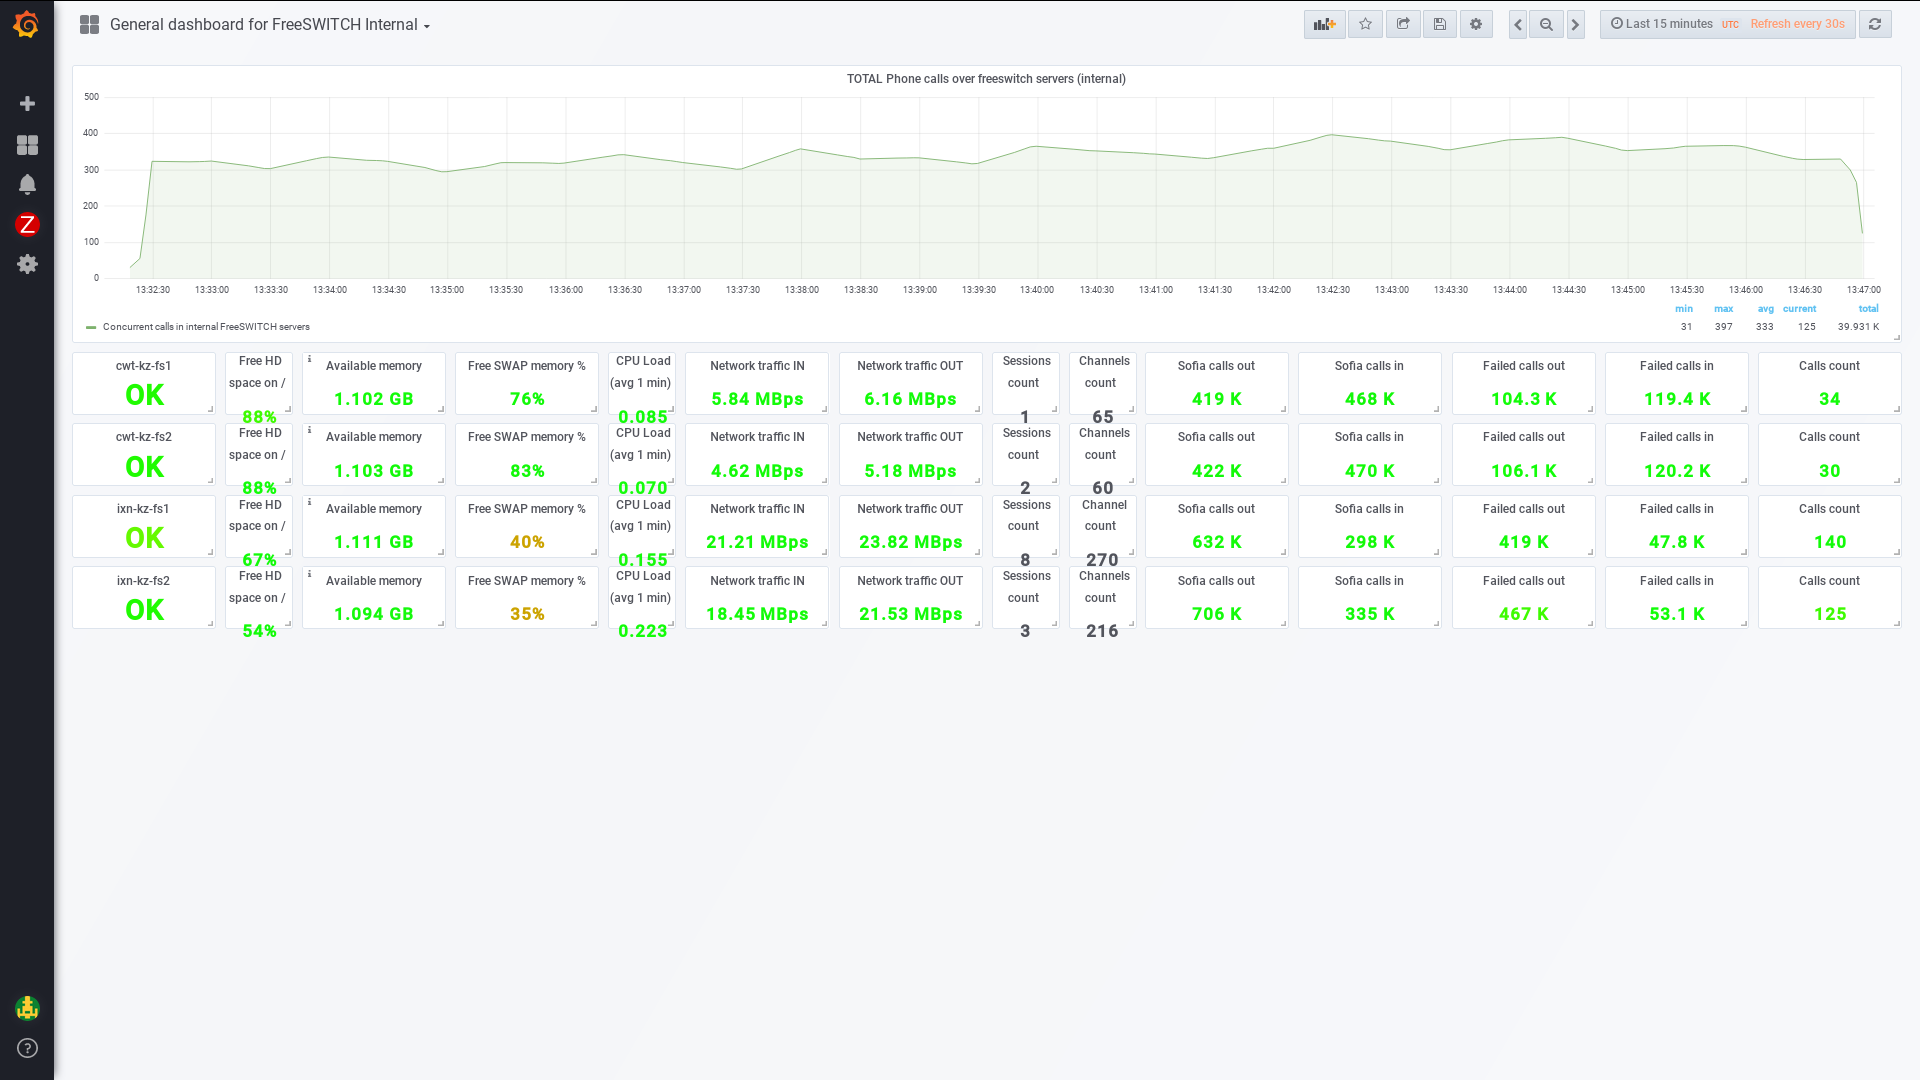 General dashboard for FreeSWITCH Internal
Last 15 minutes UTC Refresh every 30s
TOTAL Phone calls over freeswitch servers (internal)
500
400
300
200
100
0
13:32:30 13:33:00 13:33:30 13:34:00 13:34:30 13:35:00 13:35:30 13:36:00 13:36:30 13:37:00 13:37:30 13:38:00 13:38:30 13:39:00 13:39:30 13:40:00 13:40:30 13:41:00 13:41:30 13:42:00 13:42:30 13:43:00 13:43:30 13:44:00 13:44:30 13:45:00 13:45:30 13:46:00 13:46:30 13:47:00
min max avg current total
Concurrent calls in internal FreeSWITCH servers 31 397 333 125 39.931 K
cwt-kz-fs1
OK
Free HD
space on /
88%
Available memory
1.102 GB
Free SWAP memory %
76%
CPU Load
(avg 1 min)
0.085
Network traffic IN
5.84 MBps
Network traffic OUT
6.16 MBps
Sessions
count
1
Channels
count
65
Sofia calls out
419 K
Sofia calls in
468 K
Failed calls out
104.3 K
Failed calls in
119.4 K
Calls count
34
cwt-kz-fs2
OK
Free HD
space on /
88%
Available memory
1.103 GB
Free SWAP memory %
83%
CPU Load
(avg 1 min)
0.070
Network traffic IN
4.62 MBps
Network traffic OUT
5.18 MBps
Sessions
count
2
Channels
count
60
Sofia calls out
422 K
Sofia calls in
470 K
Failed calls out
106.1 K
Failed calls in
120.2 K
Calls count
30
ixn-kz-fs1
OK
Free HD
space on /
67%
Available memory
1.111 GB
Free SWAP memory %
40%
CPU Load
(avg 1 min)
0.155
Network traffic IN
21.21 MBps
Network traffic OUT
23.82 MBps
Sessions
count
8
Channel
count
270
Sofia calls out
632 K
Sofia calls in
298 K
Failed calls out
419 K
Failed calls in
47.8 K
Calls count
140
ixn-kz-fs2
OK
Free HD
space on /
54%
Available memory
1.094 GB
Free SWAP memory %
35%
CPU Load
(avg 1 min)
0.223
Network traffic IN
18.45 MBps
Network traffic OUT
21.53 MBps
Sessions
count
3
Channels
count
216
Sofia calls out
706 K
Sofia calls in
335 K
Failed calls out
467 K
Failed calls in
53.1 K
Calls count
125